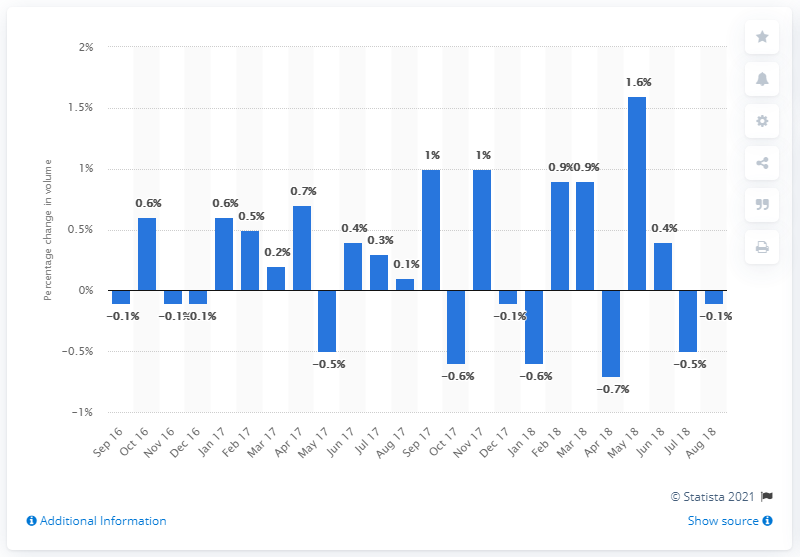 2%
1.5%
1%
0.5%
0%
−0.5%
−1%
Percentage change in volume
−0.1%
0.6%
−0.1%
−0.1%
0.6%
0.5%
0.2%
0.7%
−0.5%
0.4%
0.3%
0.1%
1%
−0.6%
1%
−0.1%
−0.6%
0.9%
0.9%
−0.7%
1.6%
0.4%
−0.5%
−0.1%
Sep 16
Oct 16
Nov 16
Dec 16
Jan 17
Feb 17
Mar 17
Apr 17
May 17
Jun 17
Jul 17
Aug 17
Sep 17
Oct 17
Nov 17
Dec 17
Jan 18
Feb 18
Mar 18
Apr 18
May 18
Jun 18
Jul 18
Aug 18
© Statista 2021
Additional Information
Show source